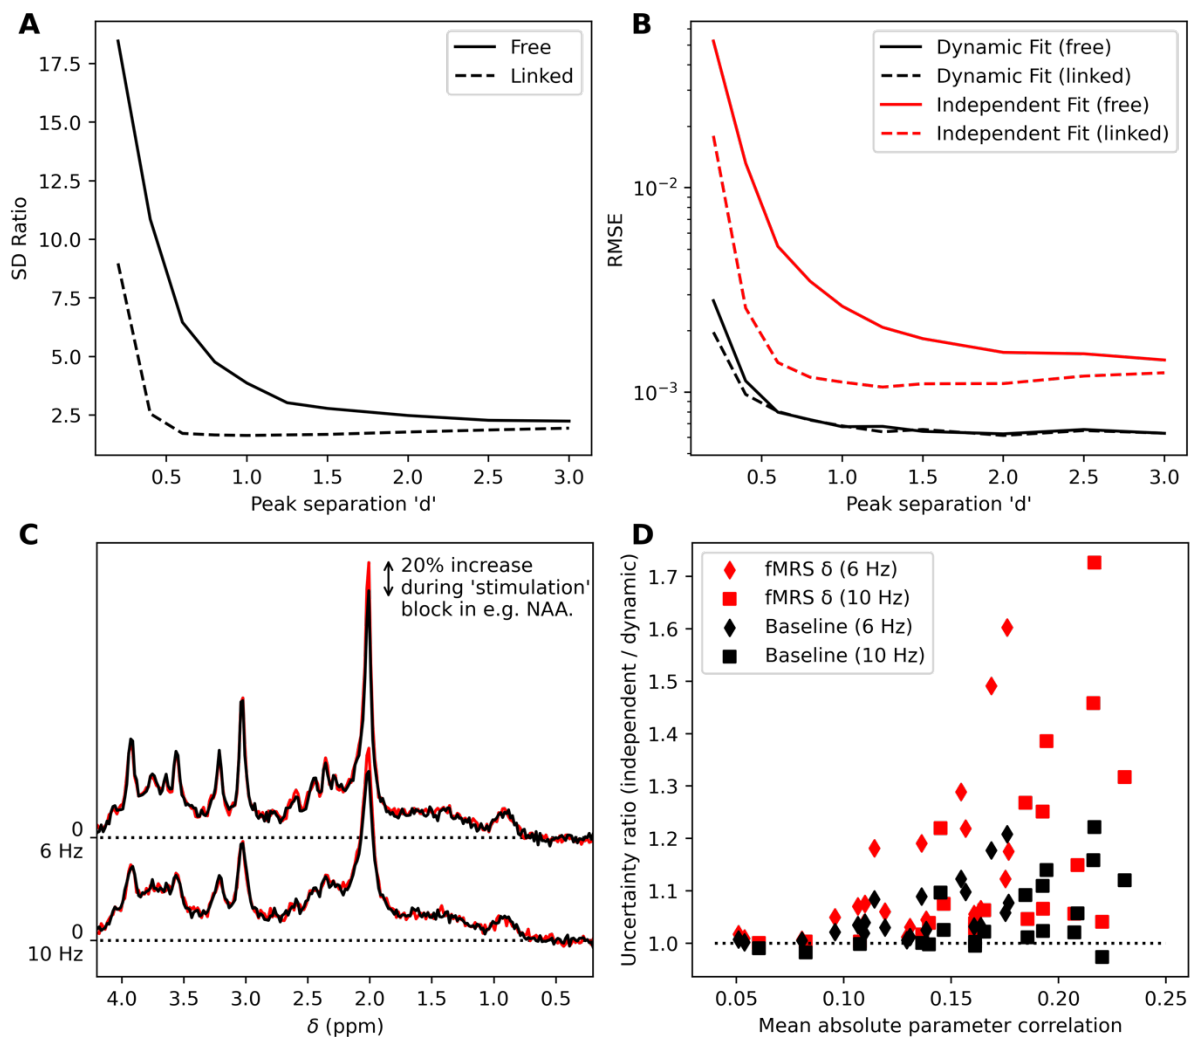 A
Free
Linked
17.5
15.0
12.5
10.0
7.5
5.0
2.5
SD Ratio
0.5
1.0
1.5
2.0
2.5
3.0
Peak separation 'd'
B
Dynamic Fit (free)
Dynamic Fit (linked)
Independent Fit (free)
Independent Fit (linked)
10⁻²
10⁻³
RMSE
0.5
1.0
1.5
2.0
2.5
3.0
Peak separation 'd'
C
20% increase
during 'stimulation'
block in e.g. NAA.
0
6 Hz
0
10 Hz
4.0
3.5
3.0
2.5
2.0
1.5
1.0
0.5
δ (ppm)
D
fMRS δ (6 Hz)
fMRS δ (10 Hz)
Baseline (6 Hz)
Baseline (10 Hz)
1.7
1.6
1.5
1.4
1.3
1.2
1.1
1.0
Uncertainty ratio (independent / dynamic)
0.05
0.10
0.15
0.20
0.25
Mean absolute parameter correlation